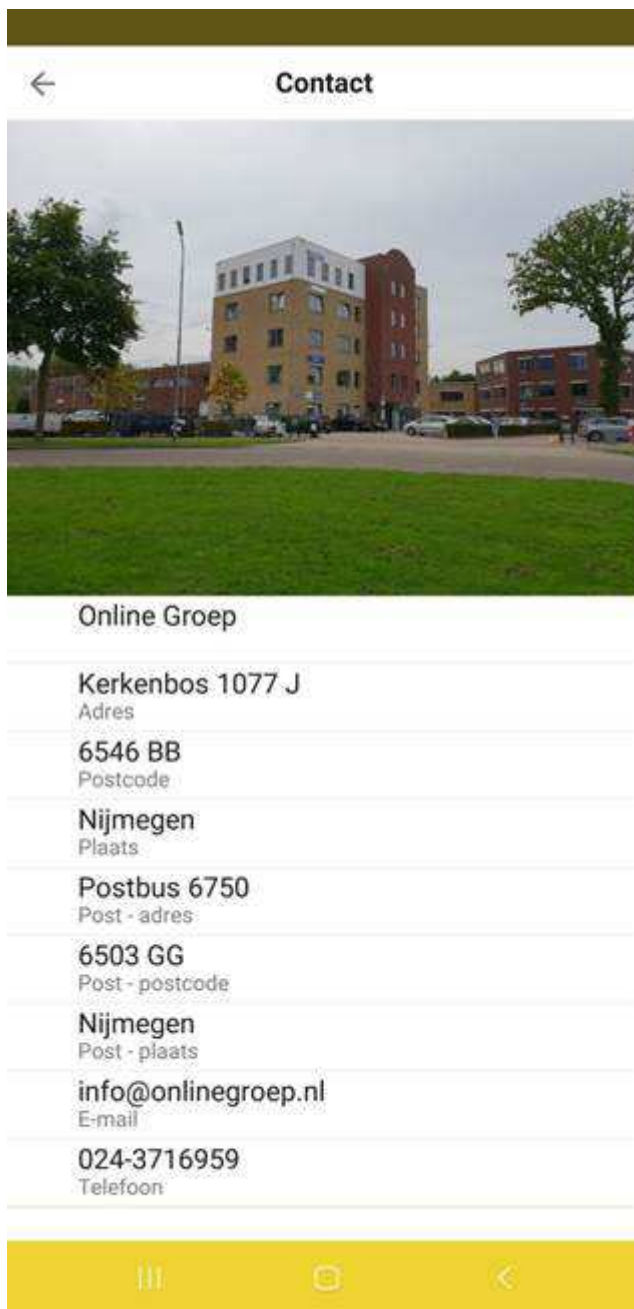 Contact
Online Groep
Kerkenbos 1077 J
Adres
6546 BB
Postcode
Nijmegen
Plaats
Postbus 6750
Post - adres
6503 GG
Post - postcode
Nijmegen
Post - plaats
info@onlinegroep.nl
E-mail
024-3716959
Telefoon